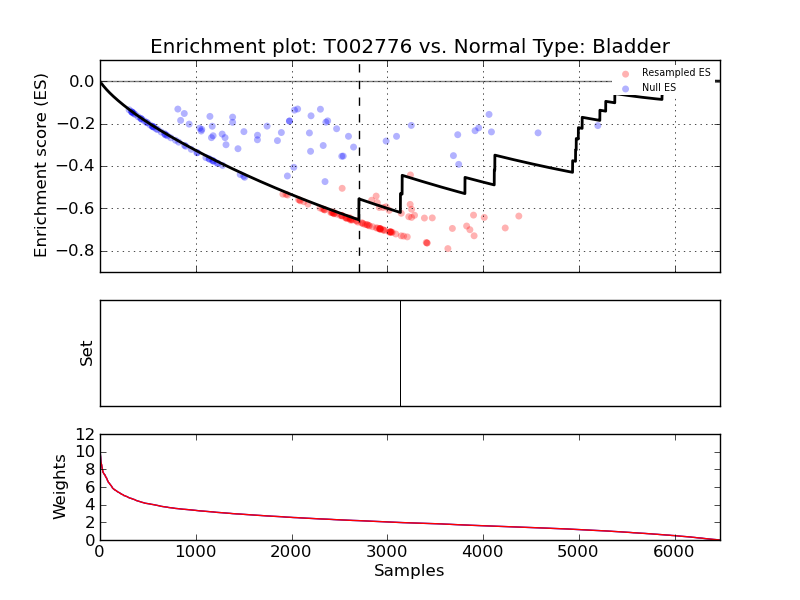 Enrichment plot: T002776 vs. Normal Type: Bladder
Enrichment score (ES)
0.0
−0.2
−0.4
−0.6
−0.8
Resampled ES
Null ES
Set
Weights
12
10
8
6
4
2
0
0 1000 2000 3000 4000 5000 6000
Samples